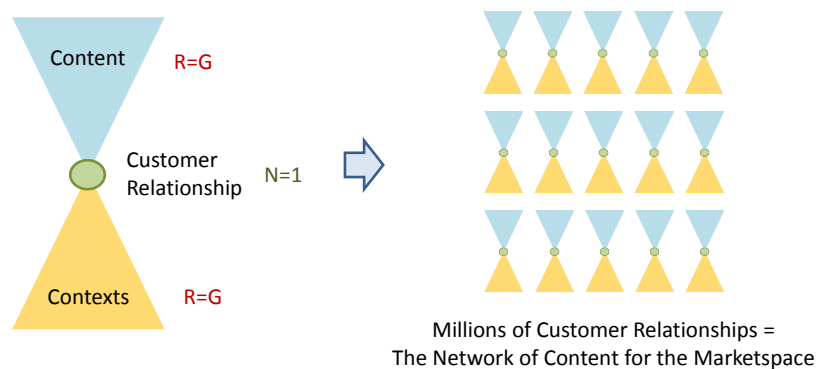 Content
R=G
Customer
Relationship
N=1
Contexts
R=G
Millions of Customer Relationships =
The Network of Content for the Marketspace